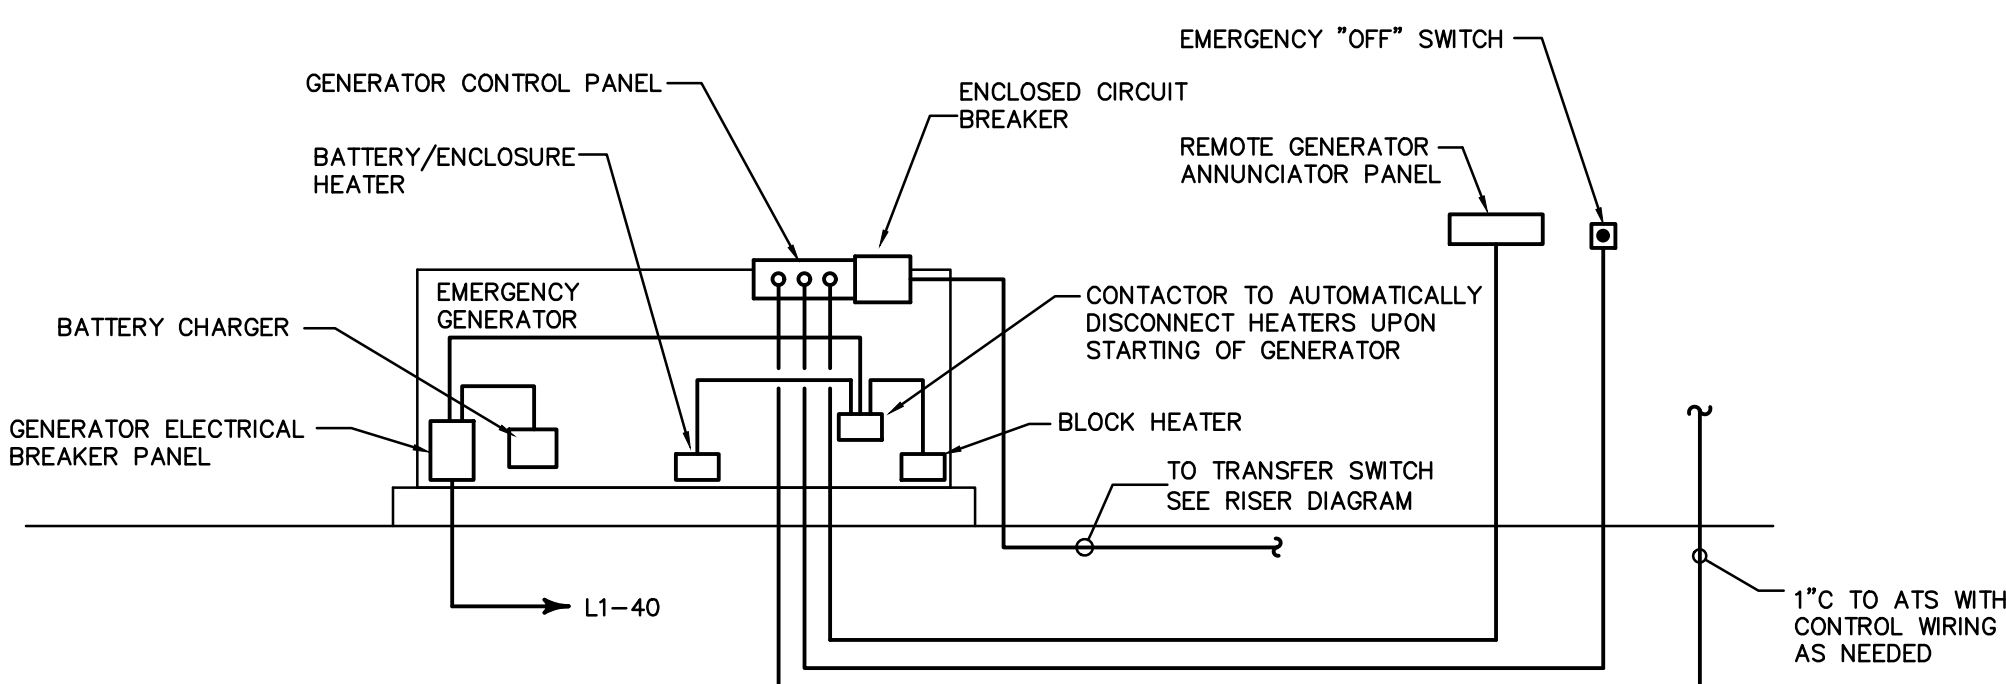 EMERGENCY "OFF" SWITCH
GENERATOR CONTROL PANEL
ENCLOSED CIRCUIT
BREAKER
BATTERY/ENCLOSURE
HEATER
REMOTE GENERATOR
ANNUNCIATOR PANEL
EMERGENCY
GENERATOR
BATTERY CHARGER
CONTACTOR TO AUTOMATICALLY
DISCONNECT HEATERS UPON
STARTING OF GENERATOR
GENERATOR ELECTRICAL
BREAKER PANEL
BLOCK HEATER
TO TRANSFER SWITCH
SEE RISER DIAGRAM
L1-40
1"C TO ATS WITH
CONTROL WIRING
AS NEEDED